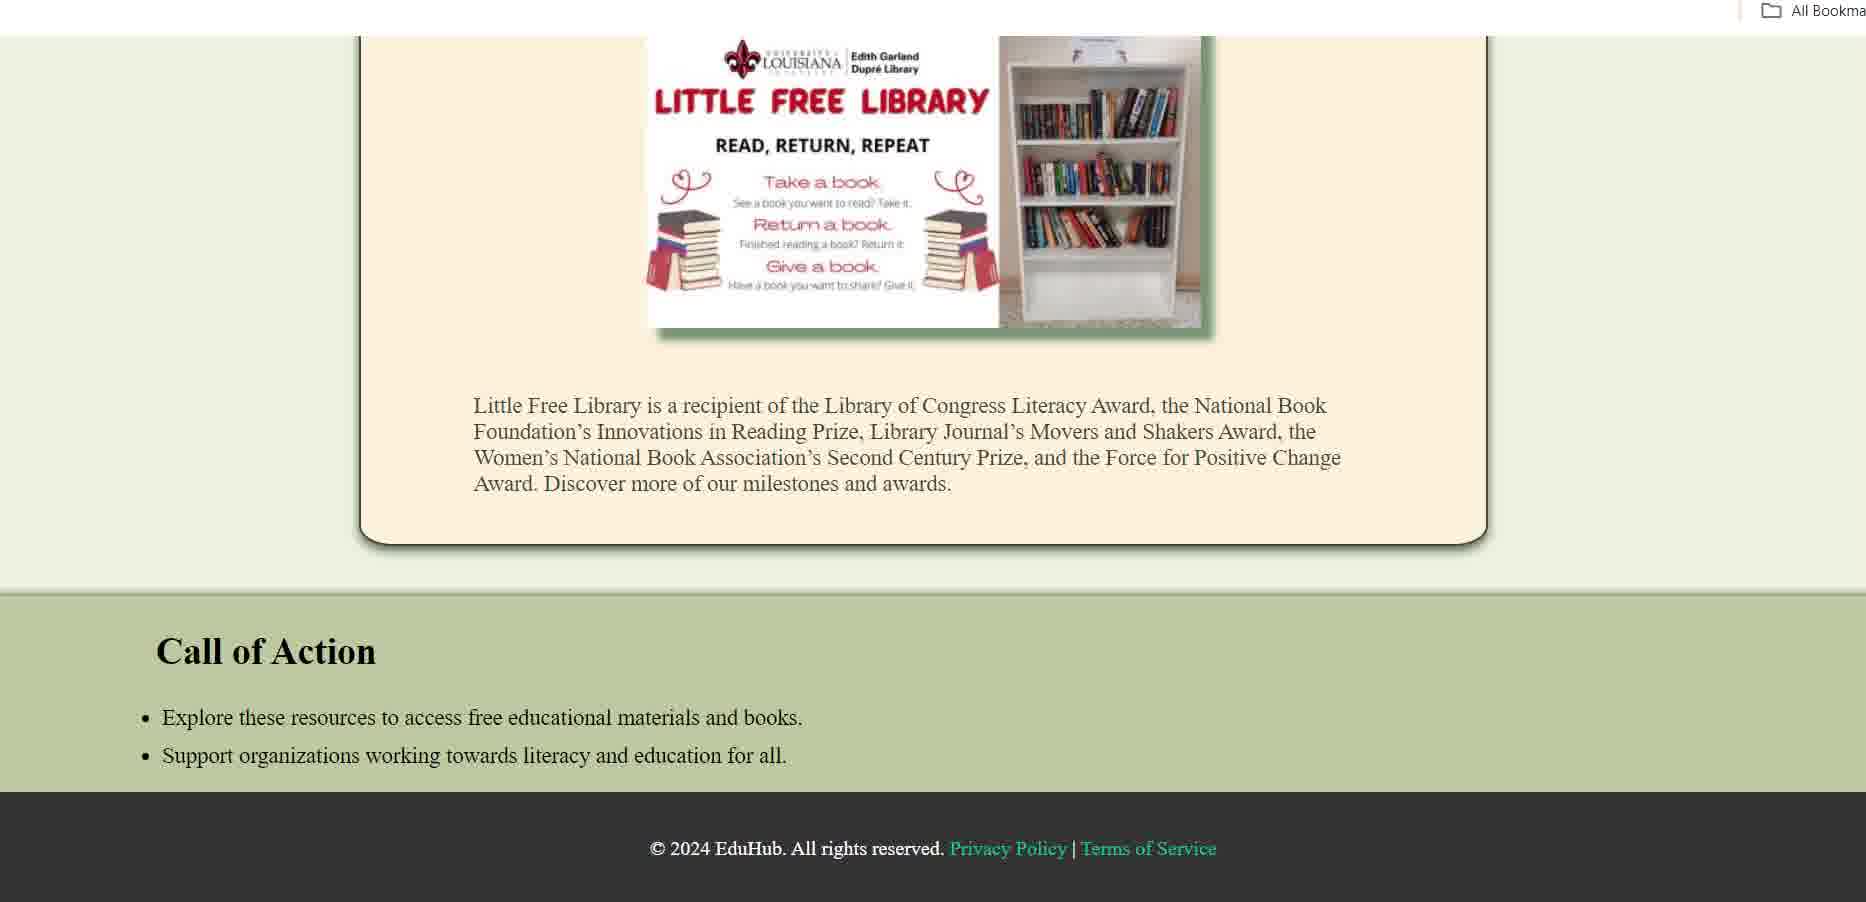 All Bookma
LOUISIANA
Edith Garland
Dupré Library
LITTLE FREE LIBRARY
READ, RETURN, REPEAT
Take a book.
See a book you want to read? Take it.
Return a book.
Finished reading a book? Return it.
Give a book.
Have a book you want to share? Give it.
Little Free Library is a recipient of the Library of Congress Literacy Award, the National Book
Foundation’s Innovations in Reading Prize, Library Journal’s Movers and Shakers Award, the
Women’s National Book Association’s Second Century Prize, and the Force for Positive Change
Award. Discover more of our milestones and awards.
Call of Action
• Explore these resources to access free educational materials and books.
• Support organizations working towards literacy and education for all.
© 2024 EduHub. All rights reserved. Privacy Policy | Terms of Service